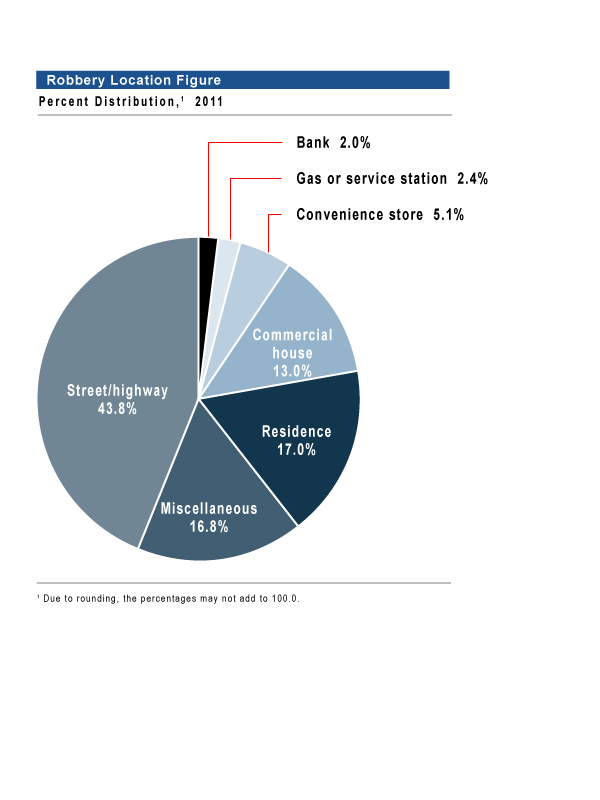 Robbery Location Figure
Percent Distribution,¹ 2011
Bank 2.0%
Gas or service station 2.4%
Convenience store 5.1%
Commercial
house
13.0%
Street/highway
43.8%
Residence
17.0%
Miscellaneous
16.8%
¹ Due to rounding, the percentages may not add to 100.0.